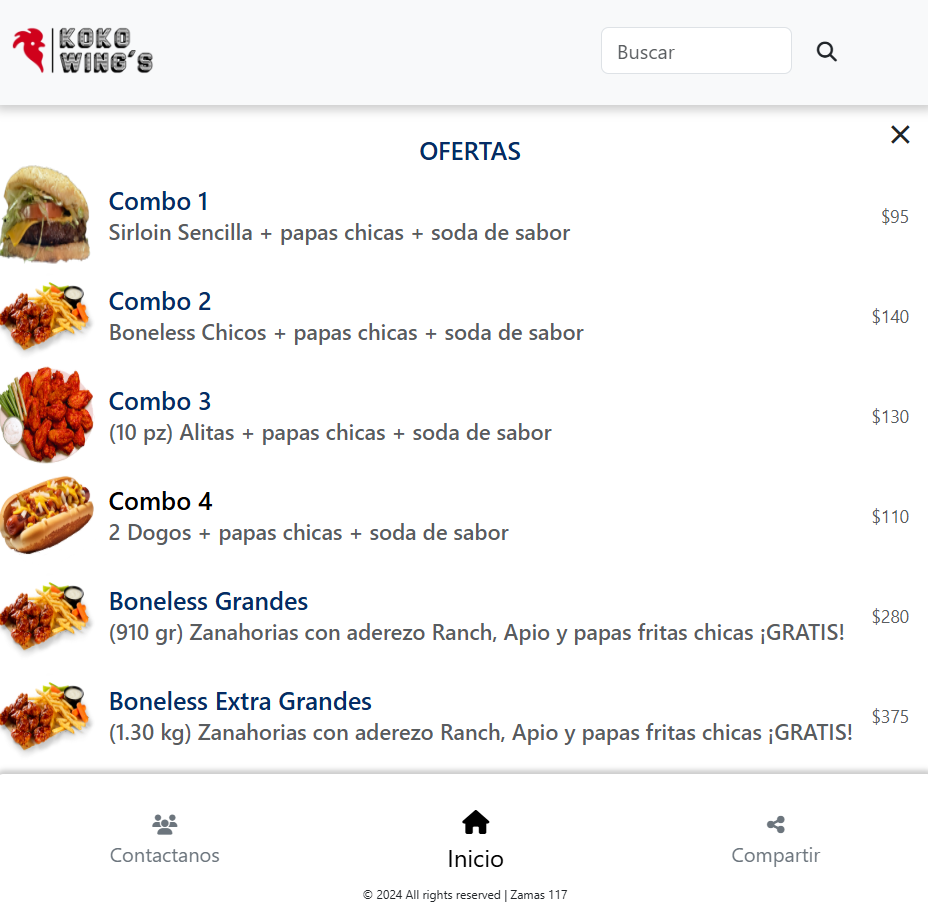 KOKO
WING´S
Buscar
OFERTAS
Combo 1
Sirloin Sencilla + papas chicas + soda de sabor
$95
Combo 2
Boneless Chicos + papas chicas + soda de sabor
$140
Combo 3
(10 pz) Alitas + papas chicas + soda de sabor
$130
Combo 4
2 Dogos + papas chicas + soda de sabor
$110
Boneless Grandes
(910 gr) Zanahorias con aderezo Ranch, Apio y papas fritas chicas ¡GRATIS!
$280
Boneless Extra Grandes
(1.30 kg) Zanahorias con aderezo Ranch, Apio y papas fritas chicas ¡GRATIS!
$375
Contactanos
Inicio
Compartir
© 2024 All rights reserved | Zamas 117